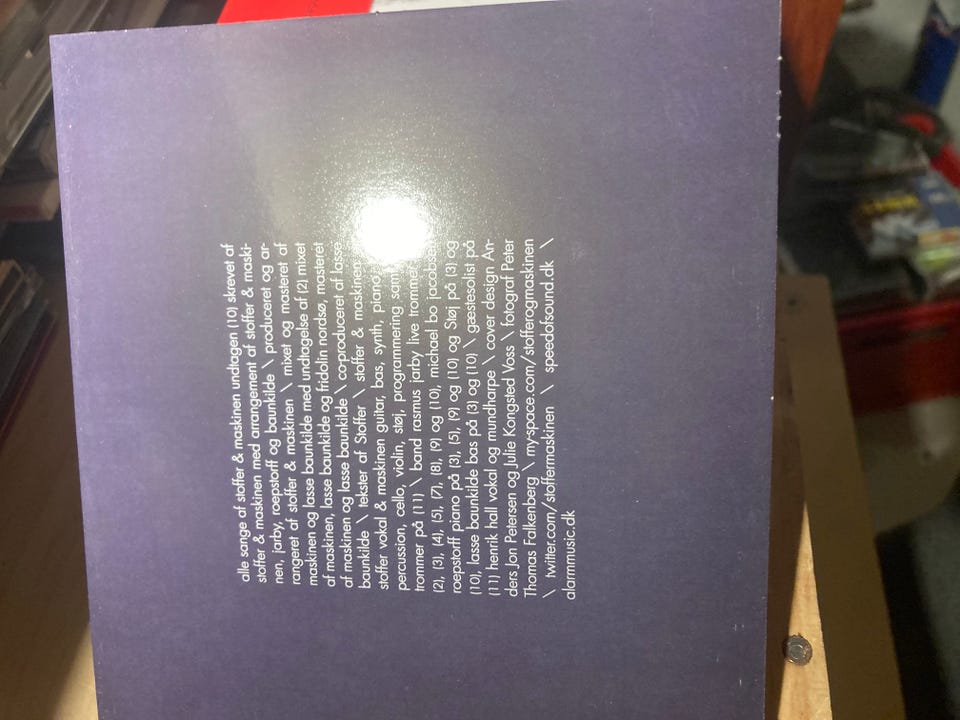 alle sange af stoffer & maskinen undtagen (10) skrevet af
stoffer & maskinen med arrangement af stoffer & maski-
nen, jarby, roepstorff og baunkilde \ produceret og ar-
rangeret af stoffer & maskinen \ mixet og masteret af
maskinen og lasse baunkilde med undtagelse af (2) mixet
af maskinen, lasse baunkilde og fridolin nordsø, masteret
af maskinen og lasse baunkilde \ co-produceret af lasse
baunkilde \ tekster af Stoffer \ stoffer & maskinen
stoffer vokal & maskinen guitar, bas, synth, piano
percussion, cello, violin, støj, programmering
trommer på (11) \ band rasmus jarby live trommer
(2), (3), (4), (5), (7), (8), (9) og (10), michael bo jacobsen
roepstorff piano på (3), (5), (9) og (10) og Støj på (3) og
(10), lasse baunkilde bas på (3) og (10) \ gæstesolist på
(11) henrik hall vokal og mundharpe \ cover design An-
ders Jon Petersen og Julie Kongsted Voss \ fotograf Peter
Thomas Falkenberg \ my-space.com/stofferogmaskinen
\ twitter.com/stoffermaskinen \ speedofsound.dk \
alarmmusic.dk